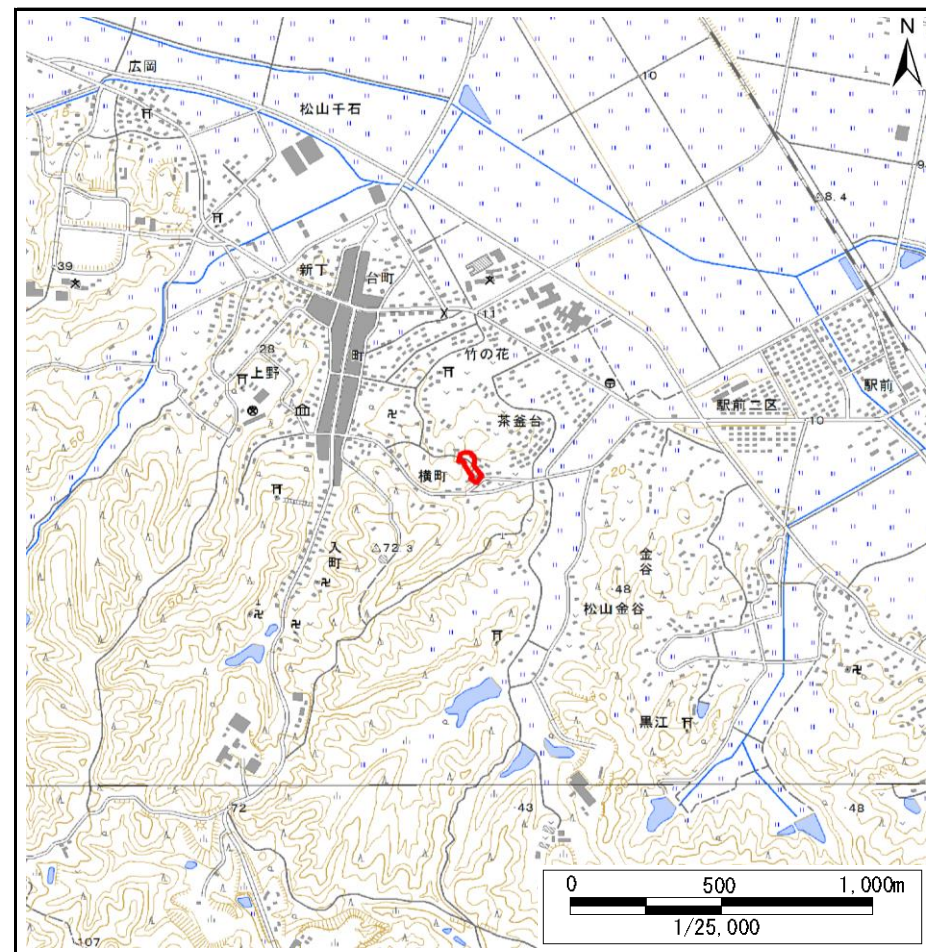 N
広岡
松山千石
10
9
8.4
39
新丁
台町
11
28
上野
町
竹の花
駅前
駅前二区
茶釜台
10
横町
20
60
72.3
入町
金谷
48
松山金谷
50
10
黒江
72
43
48
107
0 500 1,000m
1/25,000